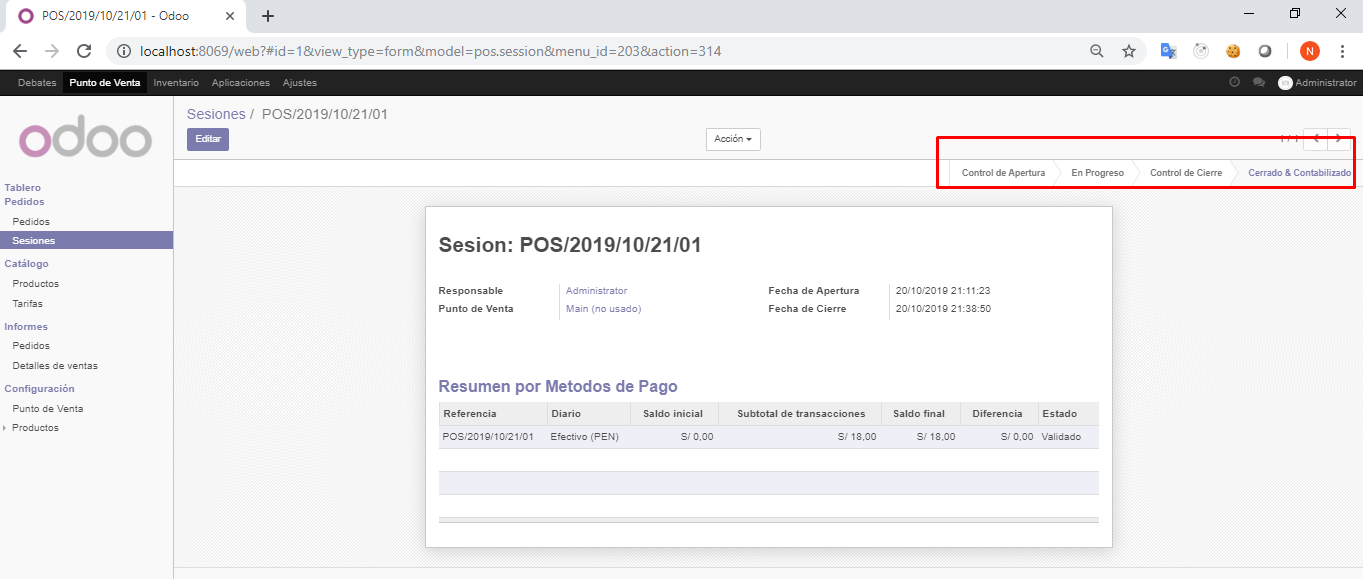 POS/2019/10/21/01 - Odoo
localhost:8069/web?#id=1&view_type=form&model=pos.session&menu_id=203&action=314
N
Debates Punto de Venta Inventario Aplicaciones Ajustes Administrator
odoo
Sesiones / POS/2019/10/21/01
Editar Acción 1 / 1
Control de Apertura En Progreso Control de Cierre Cerrado & Contabilizado
Tablero
Pedidos
Pedidos
Sesiones
Catálogo
Productos
Tarifas
Informes
Pedidos
Detalles de ventas
Configuración
Punto de Venta
Productos
Sesion: POS/2019/10/21/01
Responsable Administrator Fecha de Apertura 20/10/2019 21:11:23
Punto de Venta Main (no usado) Fecha de Cierre 20/10/2019 21:38:50
Resumen por Metodos de Pago
Referencia Diario Saldo inicial Subtotal de transacciones Saldo final Diferencia Estado
POS/2019/10/21/01 Efectivo (PEN) S/ 0,00 S/ 18,00 S/ 18,00 S/ 0,00 Validado